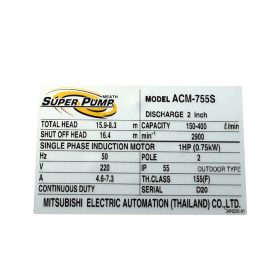 MEATH
SUPER PUMP
MODEL ACM-755S
DISCHARGE 2 inch
TOTAL HEAD 15.9-8.3 m CAPACITY 150-400 ℓ/min
SHUT OFF HEAD 16.4 m min-1 2900
SINGLE PHASE INDUCTION MOTOR 1HP (0.75kW)
Hz 50 POLE 2
V 220 IP 55 OUTDOOR TYPE
A 4.6-7.3 TH.CLASS 155(F)
CONTINUOUS DUTY SERIAL D20
MITSUBISHI ELECTRIC AUTOMATION (THAILAND) CO.,LTD.